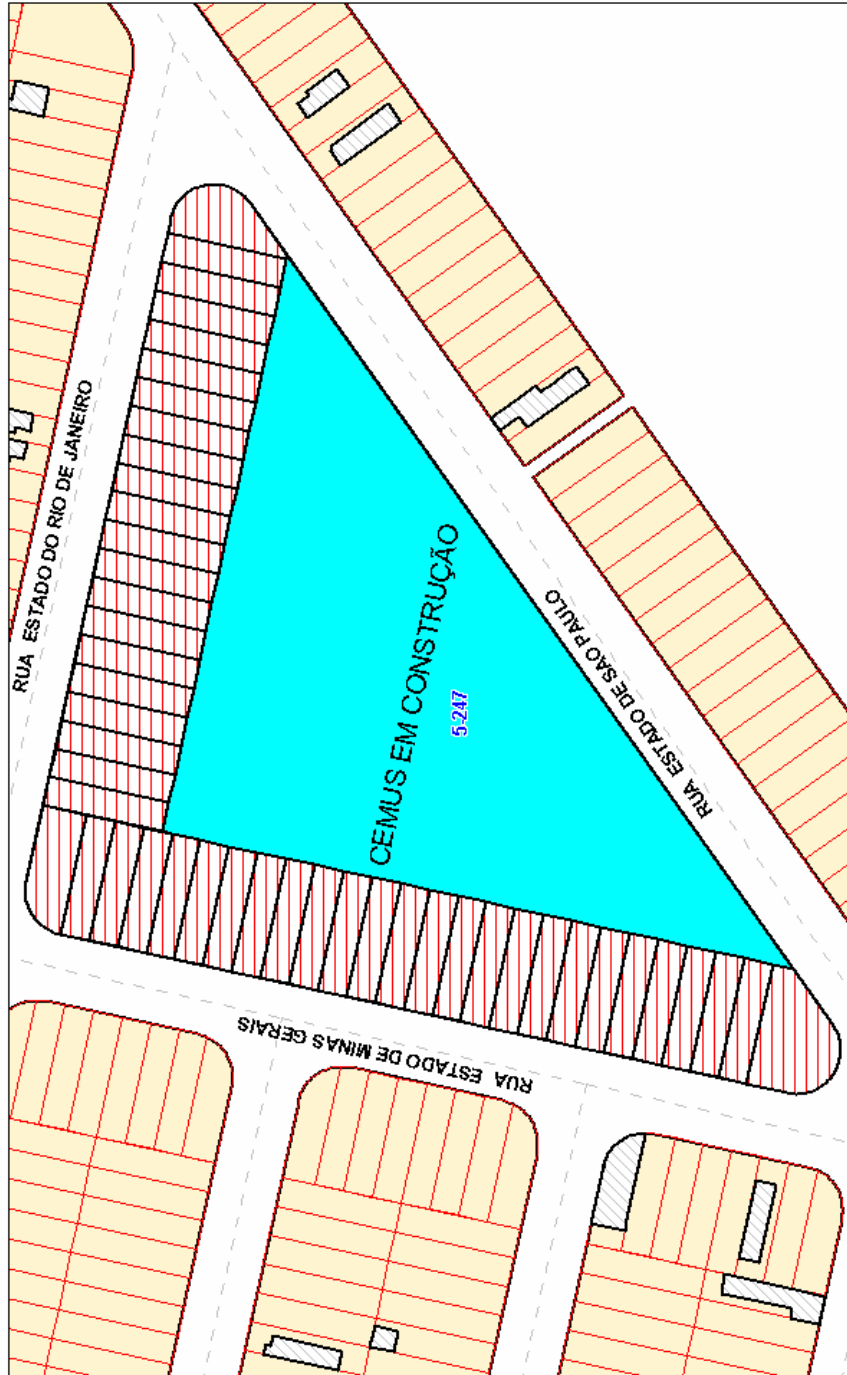 RUA ESTADO DO RIO DE JANEIRO
CEMUS EM CONSTRUÇÃO
5-247
RUA ESTADO DE SÃO PAULO
RUA ESTADO DE MINAS GERAIS